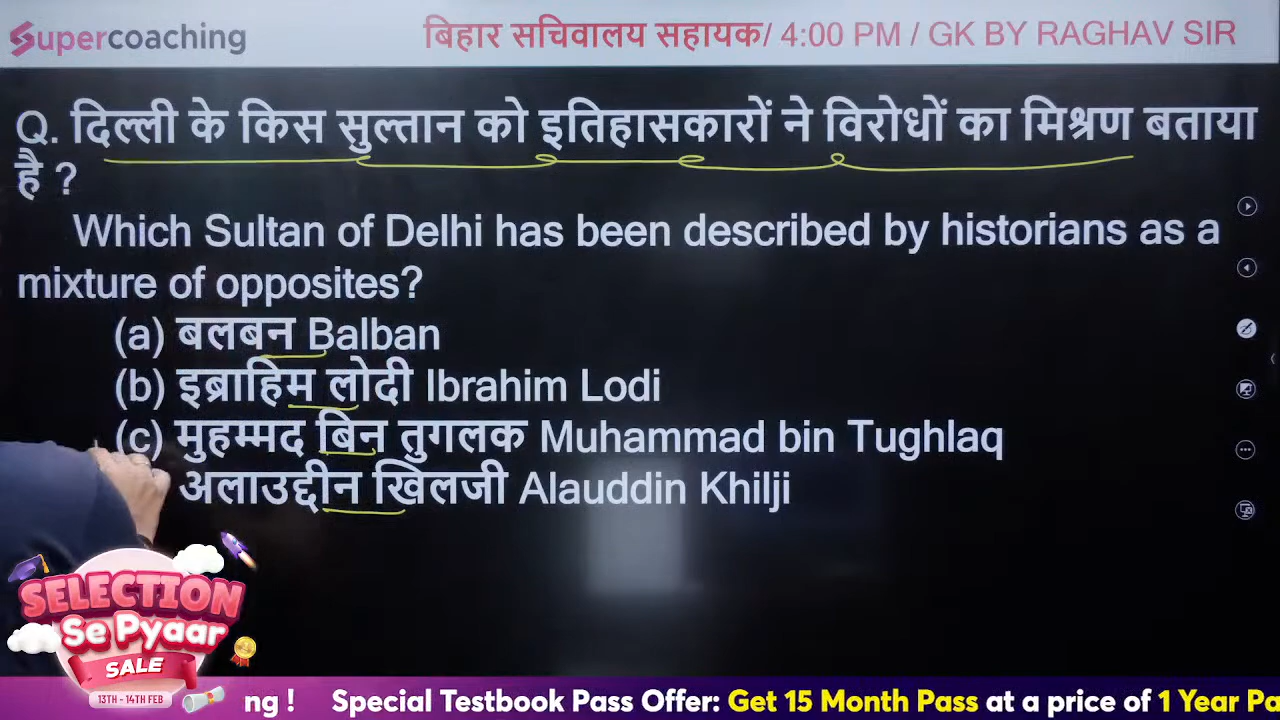 Supercoaching
बिहार सचिवालय सहायक/ 4:00 PM / GK BY RAGHAV SIR
Q. दिल्ली के किस सुल्तान को इतिहासकारों ने विरोधों का मिश्रण बताया
है ?
Which Sultan of Delhi has been described by historians as a
mixture of opposites?
(a) बलबन Balban
(b) इब्राहिम लोदी Ibrahim Lodi
(c) मुहम्मद बिन तुगलक Muhammad bin Tughlaq
अलाउद्दीन खिलजी Alauddin Khilji
SELECTION
Se Pyaar
SALE
13TH - 14TH FEB
ng ! Special Testbook Pass Offer: Get 15 Month Pass at a price of 1 Year Pa